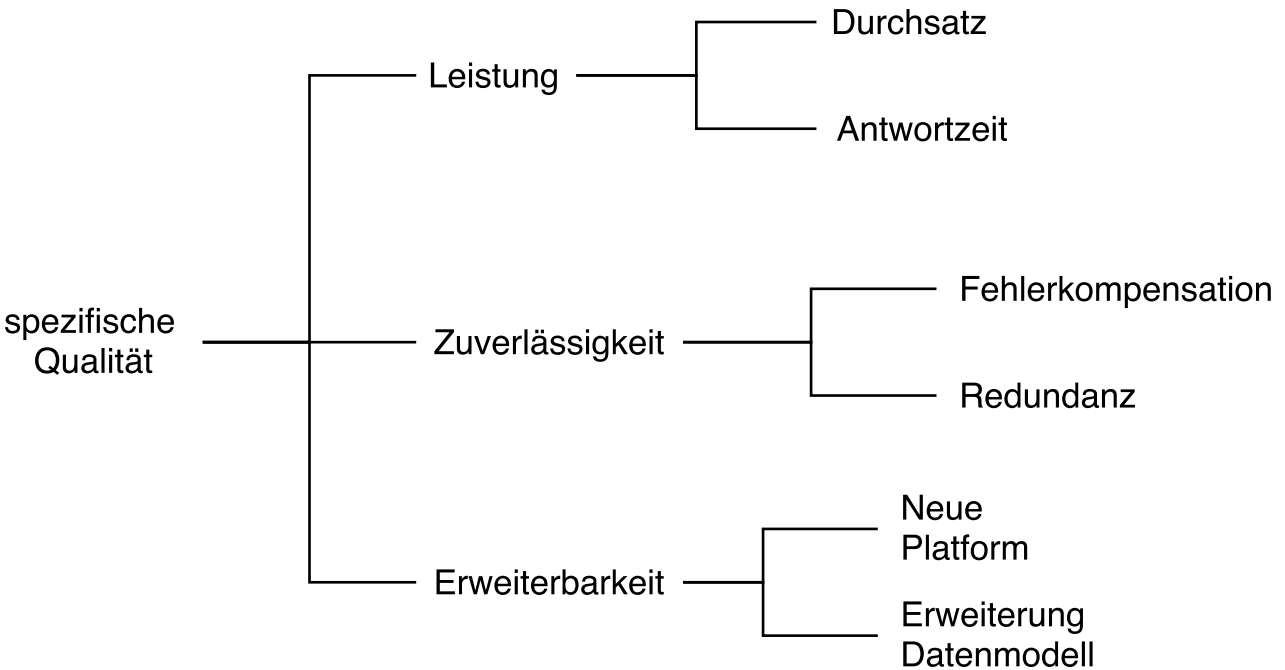 Durchsatz
Leistung
Antwortzeit
spezifische
Qualität
Zuverlässigkeit
Fehlerkompensation
Redundanz
Erweiterbarkeit
Neue
Platform
Erweiterung
Datenmodell